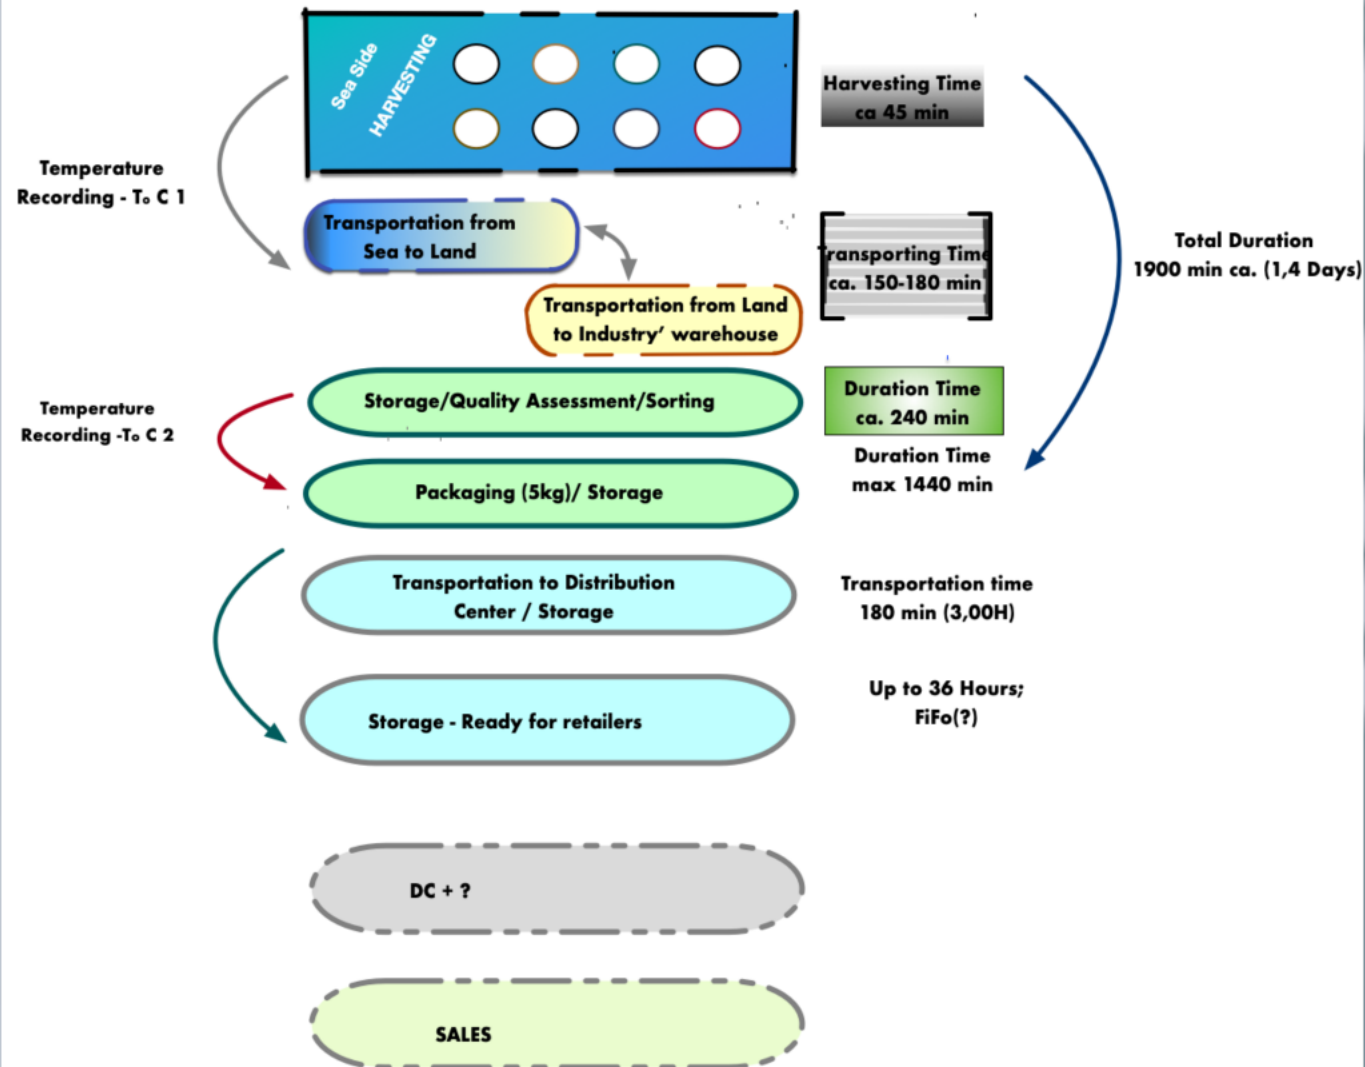 Sea Side
HARVESTING
Harvesting Time
ca 45 min
Temperature
Recording - To C 1
Transportation from
Sea to Land
Transporting Time
ca. 150-180 min
Total Duration
1900 min ca. (1,4 Days)
Transportation from Land
to Industry’ warehouse
Storage/Quality Assessment/Sorting
Duration Time
ca. 240 min
Temperature
Recording -To C 2
Duration Time
max 1440 min
Packaging (5kg)/ Storage
Transportation to Distribution
Center / Storage
Transportation time
180 min (3,00H)
Storage - Ready for retailers
Up to 36 Hours;
FiFo(?)
DC + ?
SALES